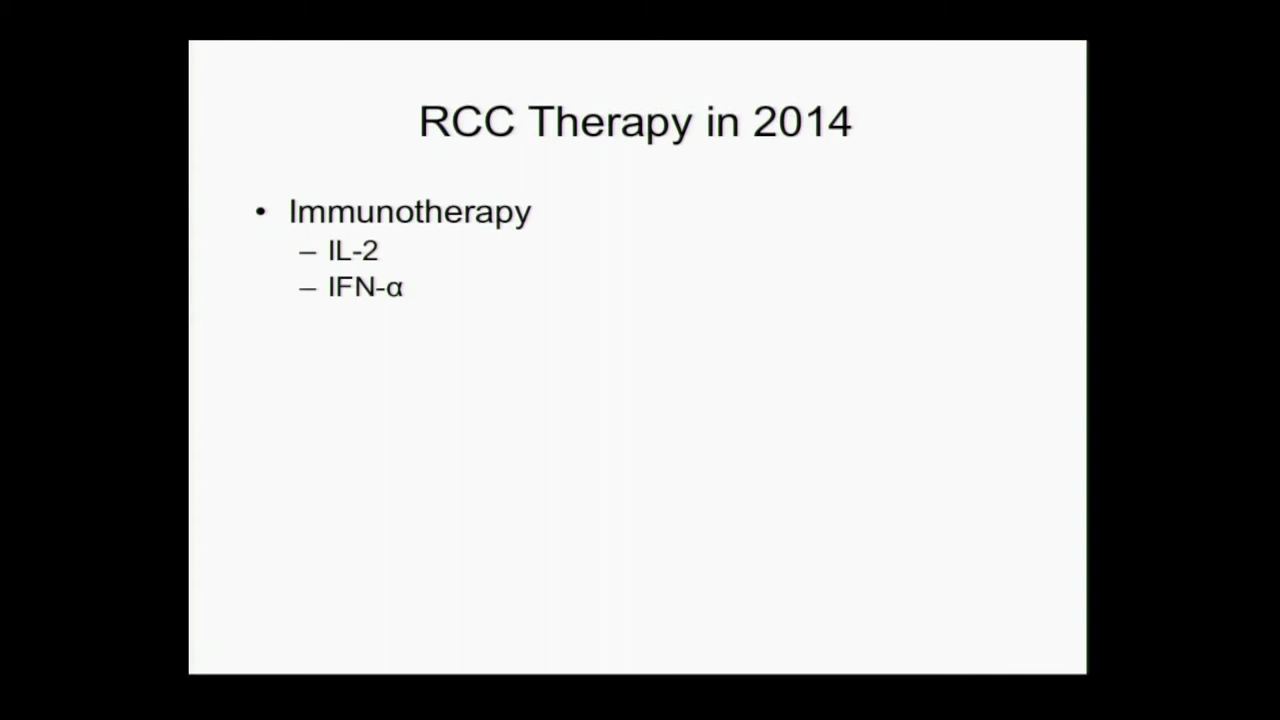 RCC Therapy in 2014
• Immunotherapy
– IL-2
– IFN-α